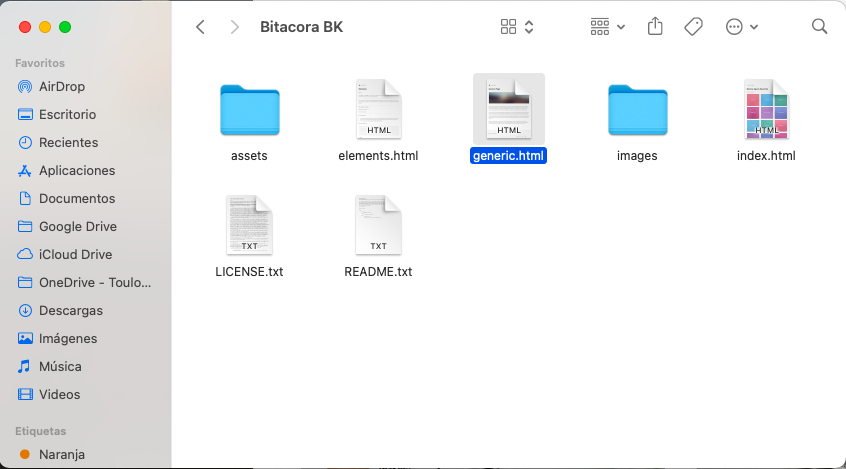 Bitacora BK
Favoritos
AirDrop
Escritorio
Recientes
Aplicaciones
Documentos
Google Drive
iCloud Drive
OneDrive - Toulo...
Descargas
Imágenes
Música
Videos
Etiquetas
Naranja
HTML
HTML
HTML
assets
elements.html
generic.html
images
index.html
TXT
TXT
LICENSE.txt
README.txt